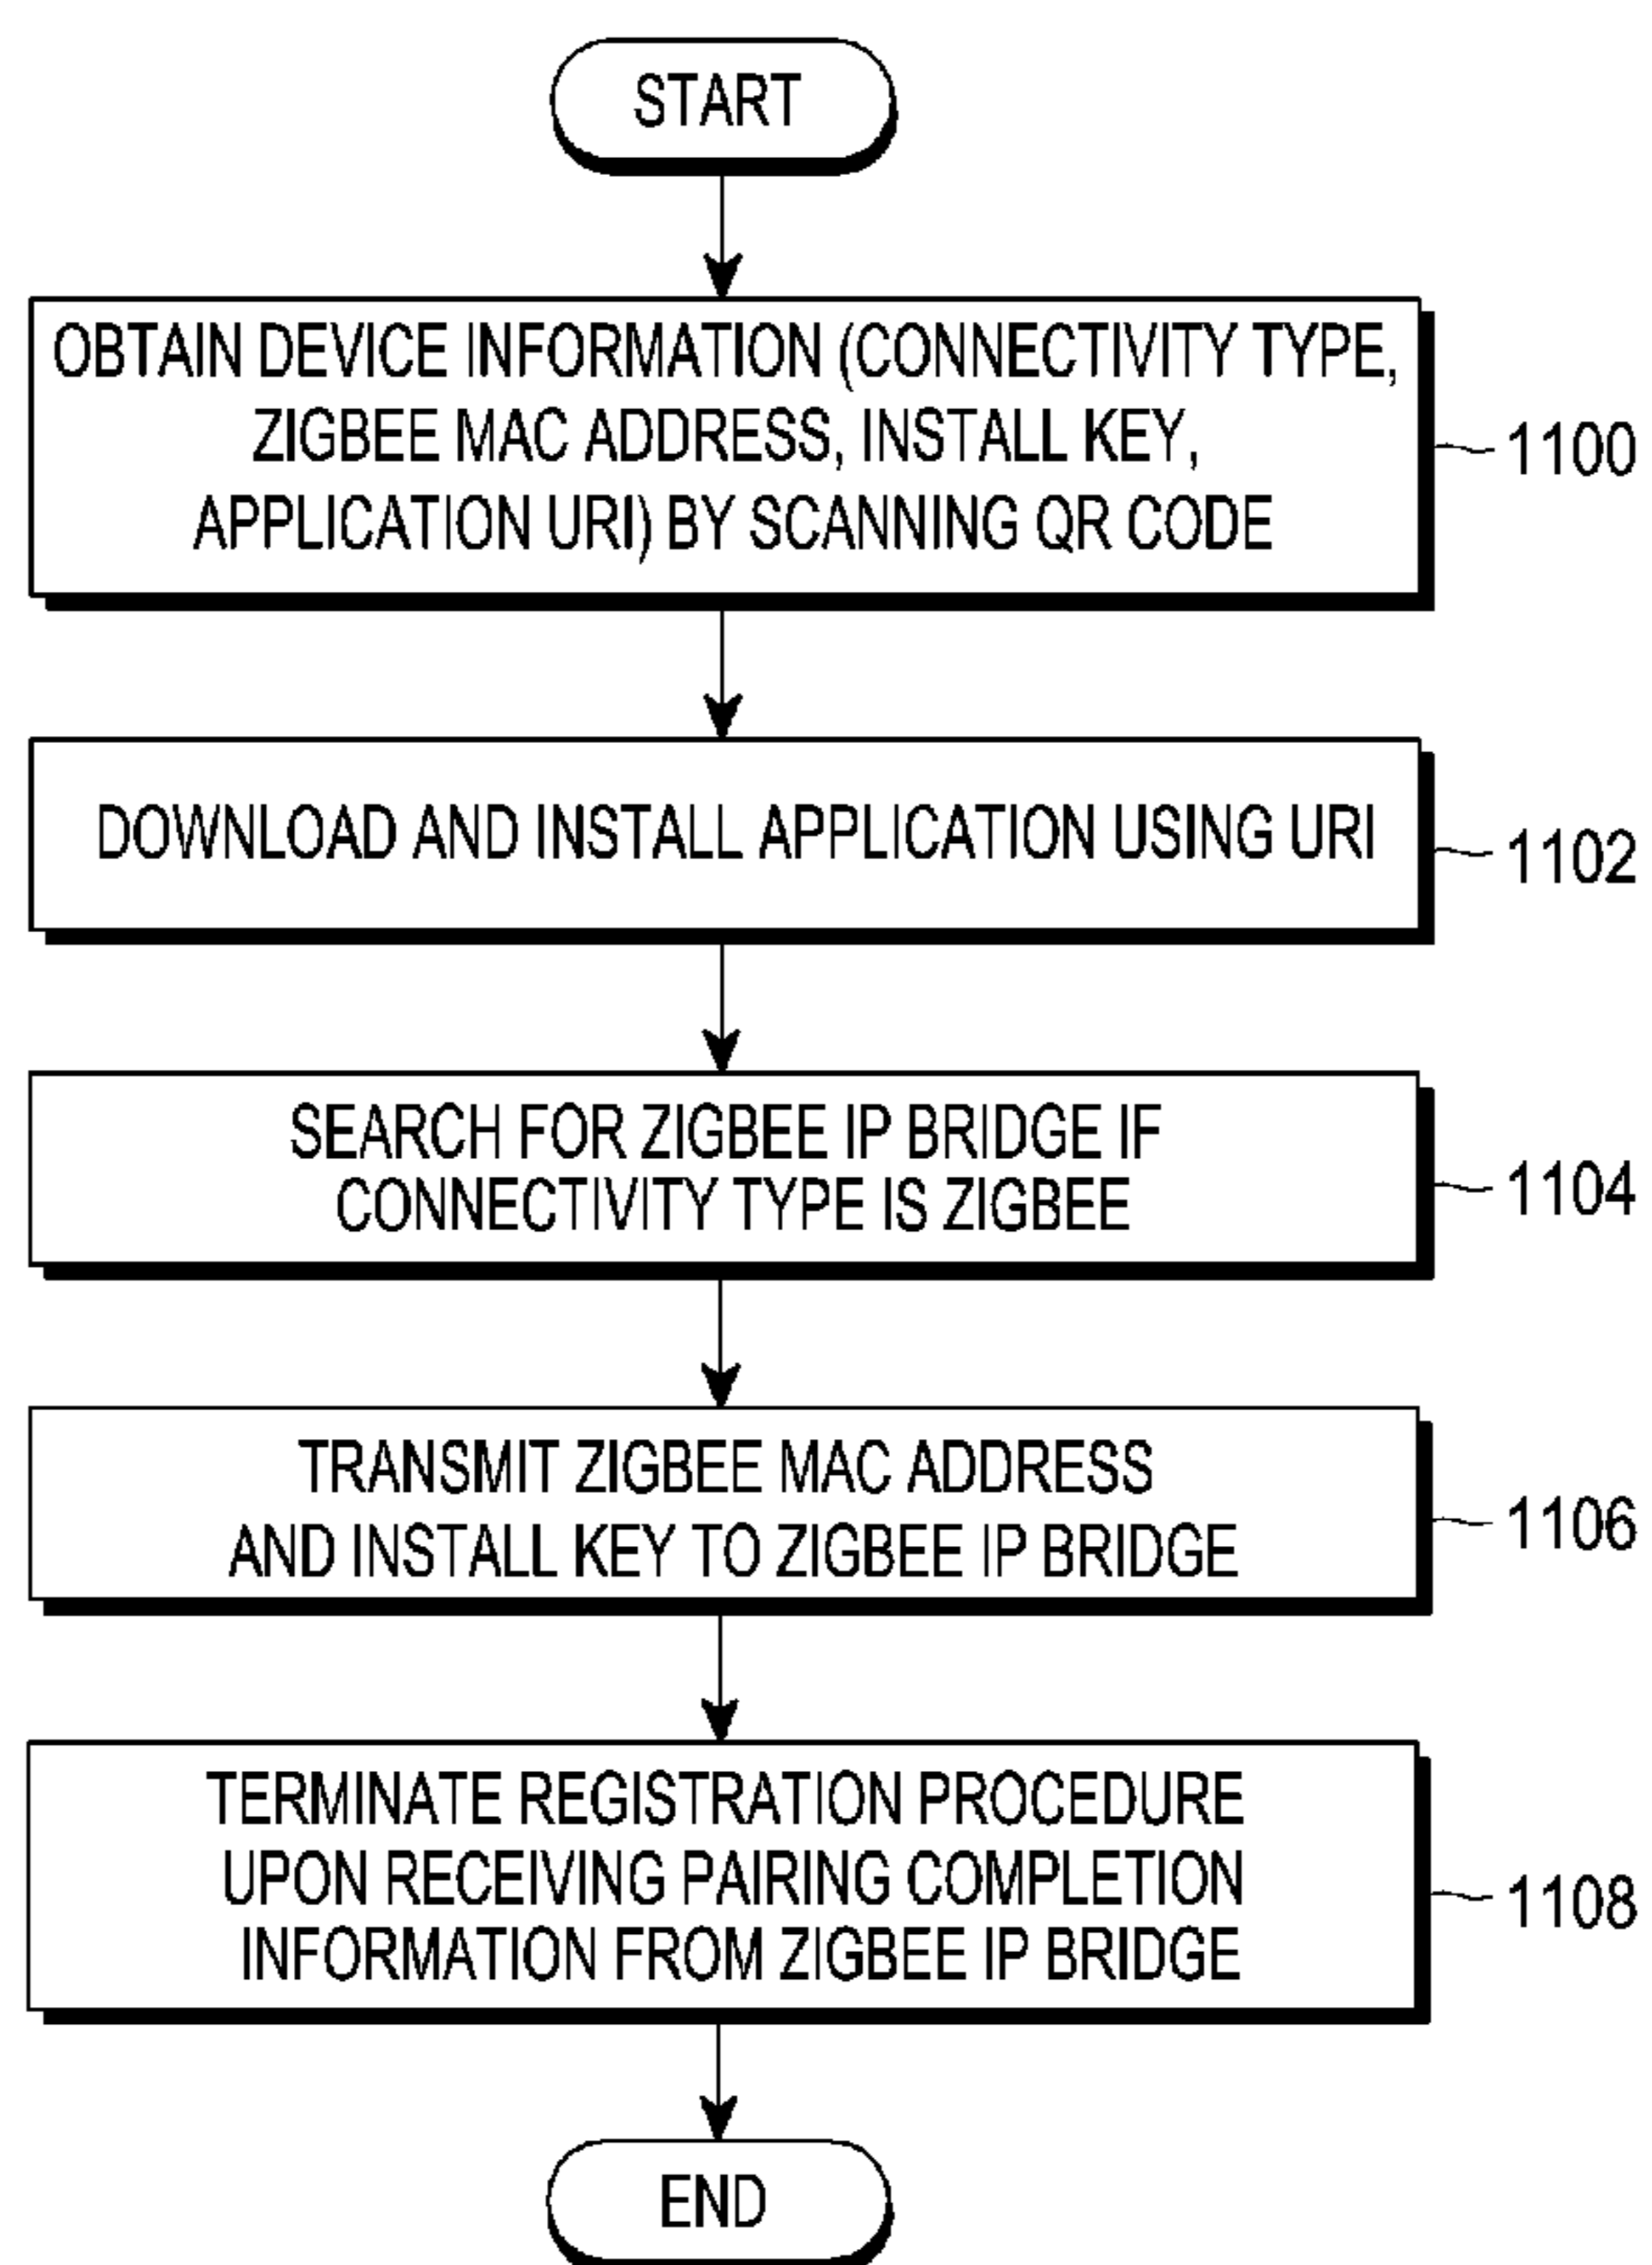 START
OBTAIN DEVICE INFORMATION (CONNECTIVITY TYPE,
ZIGBEE MAC ADDRESS, INSTALL KEY,
APPLICATION URI) BY SCANNING QR CODE
1100
DOWNLOAD AND INSTALL APPLICATION USING URI
1102
SEARCH FOR ZIGBEE IP BRIDGE IF
CONNECTIVITY TYPE IS ZIGBEE
1104
TRANSMIT ZIGBEE MAC ADDRESS
AND INSTALL KEY TO ZIGBEE IP BRIDGE
1106
TERMINATE REGISTRATION PROCEDURE
UPON RECEIVING PAIRING COMPLETION
INFORMATION FROM ZIGBEE IP BRIDGE
1108
END